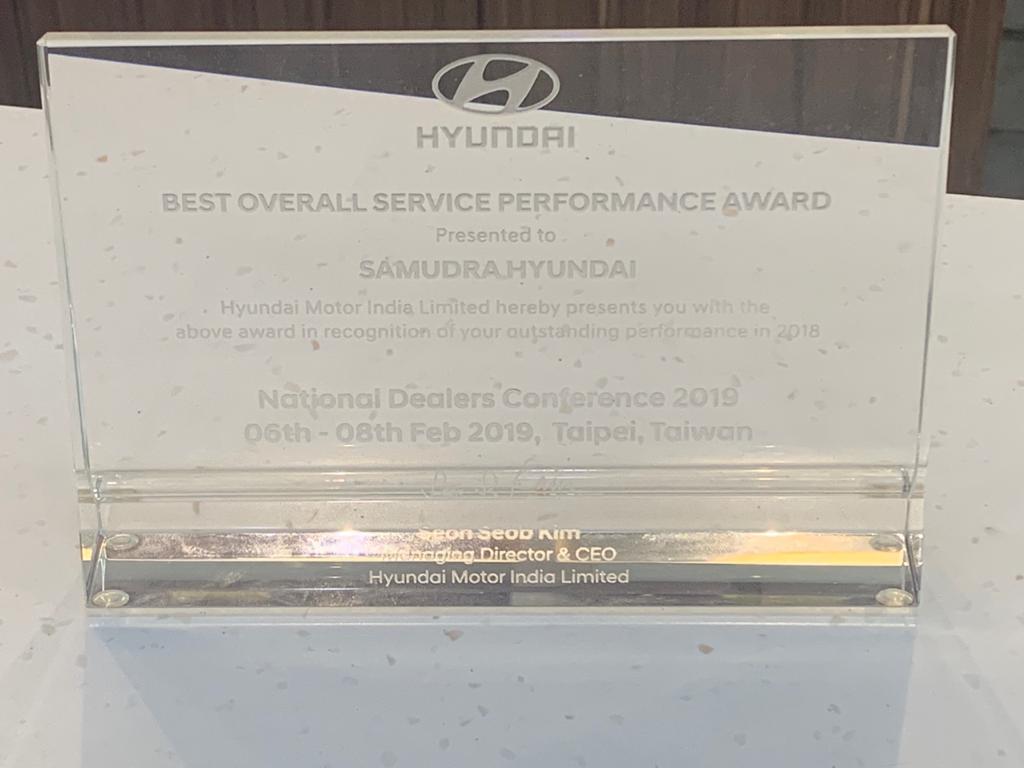 HYUNDAI
BEST OVERALL SERVICE PERFORMANCE AWARD
Presented to
SAMUDRA HYUNDAI
Hyundai Motor India Limited hereby presents you with the
above award in recognition of your outstanding performance in 2018
National Dealers Conference 2019
06th - 08th Feb 2019, Taipei, Taiwan
Seon Seob Kim
Managing Director & CEO
Hyundai Motor India Limited